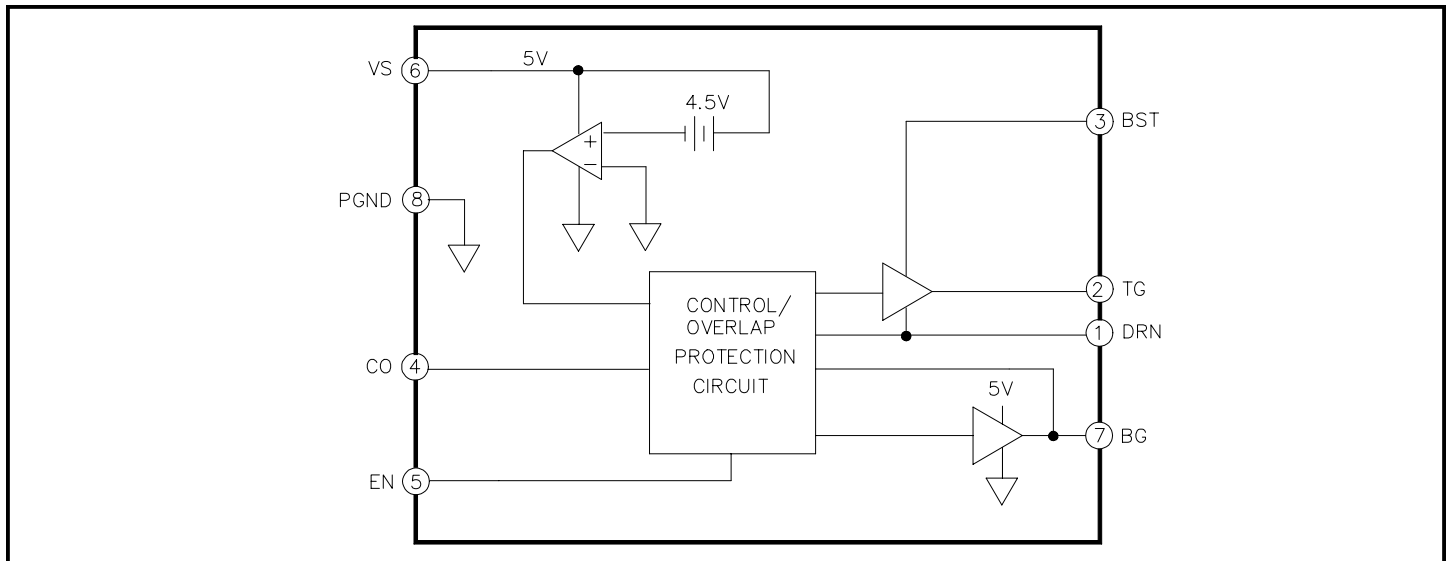 VS 6 5V
4.5V
3 BST
+
−
PGND 8
2 TG
CONTROL/
OVERLAP
PROTECTION
CIRCUIT
1 DRN
CO 4
5V
7 BG
EN 5